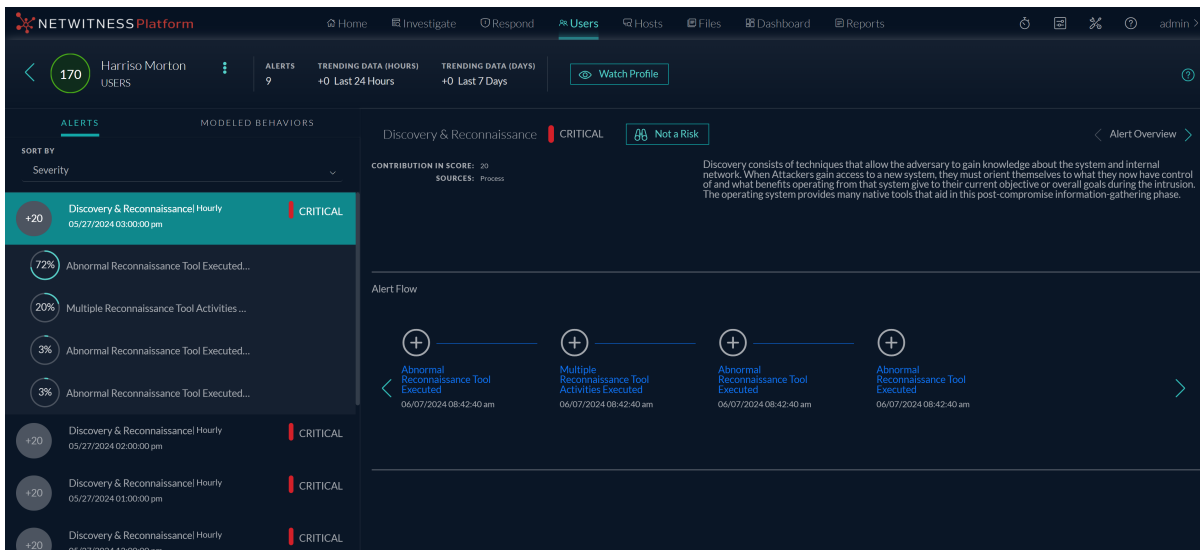 NETWITNESS Platform
Home
Investigate
Respond
Users
Hosts
Files
Dashboard
Reports
admin >
170
Harriso Morton
USERS
ALERTS
9
TRENDING DATA (HOURS)
+0 Last 24 Hours
TRENDING DATA (DAYS)
+0 Last 7 Days
Watch Profile
ALERTS
MODELED BEHAVIORS
SORT BY
Severity
+20
Discovery & Reconnaissance| Hourly
05/27/2024 03:00:00 pm
CRITICAL
72%
Abnormal Reconnaissance Tool Executed...
20%
Multiple Reconnaissance Tool Activities ...
3%
Abnormal Reconnaissance Tool Executed...
3%
Abnormal Reconnaissance Tool Executed...
+20
Discovery & Reconnaissance| Hourly
05/27/2024 02:00:00 pm
CRITICAL
+20
Discovery & Reconnaissance| Hourly
05/27/2024 01:00:00 pm
CRITICAL
+20
Discovery & Reconnaissance| Hourly
05/27/2024 12:00:00 pm
CRITICAL
Discovery & Reconnaissance
CRITICAL
Not a Risk
Alert Overview
CONTRIBUTION IN SCORE: 20
SOURCES: Process
Discovery consists of techniques that allow the adversary to gain knowledge about the system and internal
network. When Attackers gain access to a new system, they must orient themselves to what they now have control
of and what benefits operating from that system give to their current objective or overall goals during the intrusion.
The operating system provides many native tools that aid in this post-compromise information-gathering phase.
Alert Flow
Abnormal
Reconnaissance Tool
Executed
06/07/2024 08:42:40 am
Multiple
Reconnaissance Tool
Activities Executed
06/07/2024 08:42:40 am
Abnormal
Reconnaissance Tool
Executed
06/07/2024 08:42:40 am
Abnormal
Reconnaissance Tool
Executed
06/07/2024 08:42:40 am